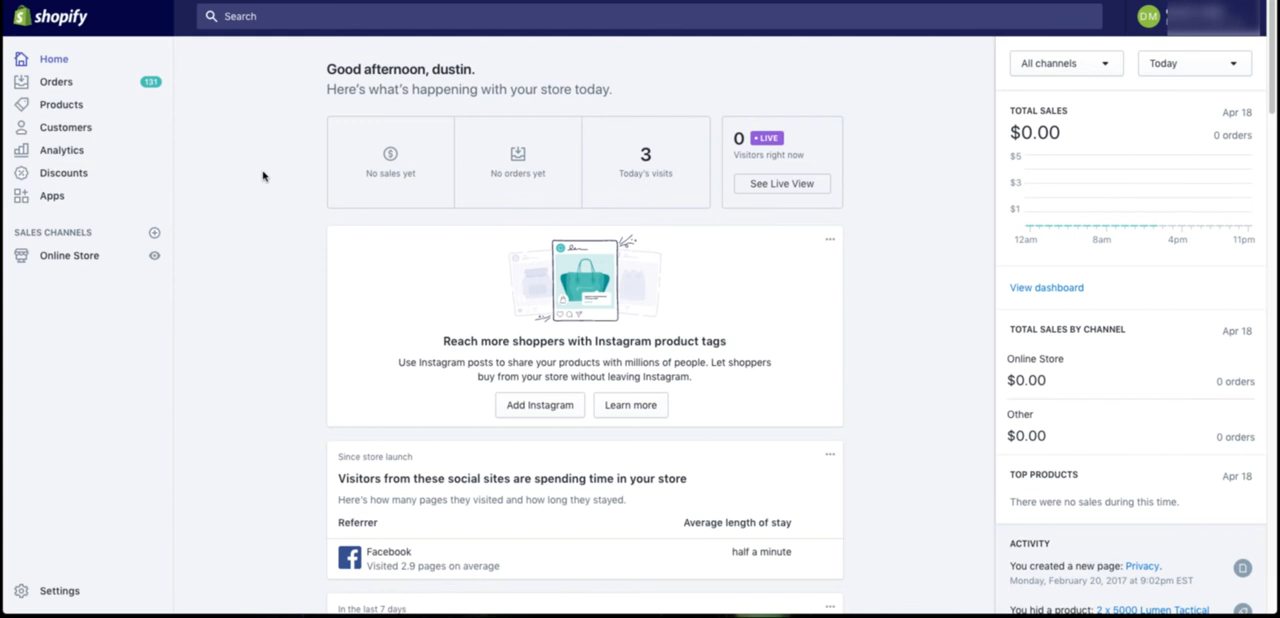 shopify
Search
DM
Home
Orders 131
Products
Customers
Analytics
Discounts
Apps
SALES CHANNELS
Online Store
Settings
Good afternoon, dustin.
Here's what's happening with your store today.
No sales yet
No orders yet
3
Today's visits
0 • LIVE
Visitors right now
See Live View
Reach more shoppers with Instagram product tags
Use Instagram posts to share your products with millions of people. Let shoppers
buy from your store without leaving Instagram.
Add Instagram Learn more
Since store launch
Visitors from these social sites are spending time in your store
Here's how many pages they visited and how long they stayed.
Referrer Average length of stay
Facebook half a minute
Visited 2.9 pages on average
In the last 7 days
All channels Today
TOTAL SALES Apr 18
$0.00 0 orders
$5
$3
$1
12am 8am 4pm 11pm
View dashboard
TOTAL SALES BY CHANNEL Apr 18
Online Store
$0.00 0 orders
Other
$0.00 0 orders
TOP PRODUCTS Apr 18
There were no sales during this time.
ACTIVITY
You created a new page: Privacy.
Monday, February 20, 2017 at 9:02pm EST
You hid a product: 2 x 5000 Lumen Tactical